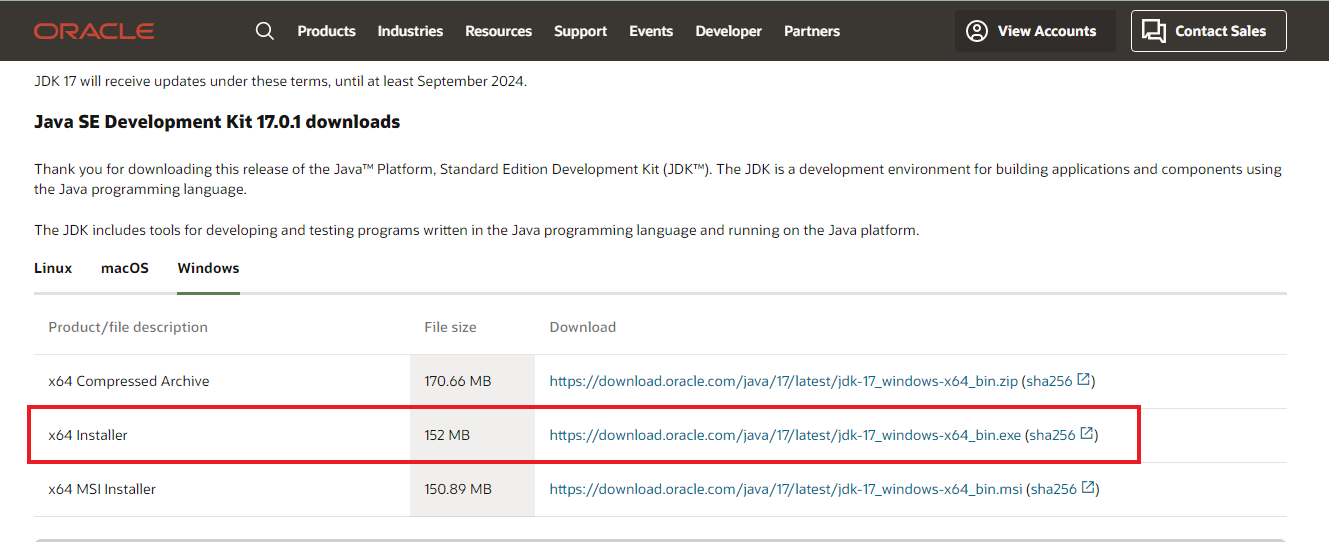 ORACLE Products Industries Resources Support Events Developer Partners View Accounts Contact Sales
JDK 17 will receive updates under these terms, until at least September 2024.
Java SE Development Kit 17.0.1 downloads
Thank you for downloading this release of the Java™ Platform, Standard Edition Development Kit (JDK™). The JDK is a development environment for building applications and components using
the Java programming language.
The JDK includes tools for developing and testing programs written in the Java programming language and running on the Java platform.
Linux macOS Windows
Product/file description File size Download
x64 Compressed Archive 170.66 MB https://download.oracle.com/java/17/latest/jdk-17_windows-x64_bin.zip (sha256)
x64 Installer 152 MB https://download.oracle.com/java/17/latest/jdk-17_windows-x64_bin.exe (sha256)
x64 MSI Installer 150.89 MB https://download.oracle.com/java/17/latest/jdk-17_windows-x64_bin.msi (sha256)